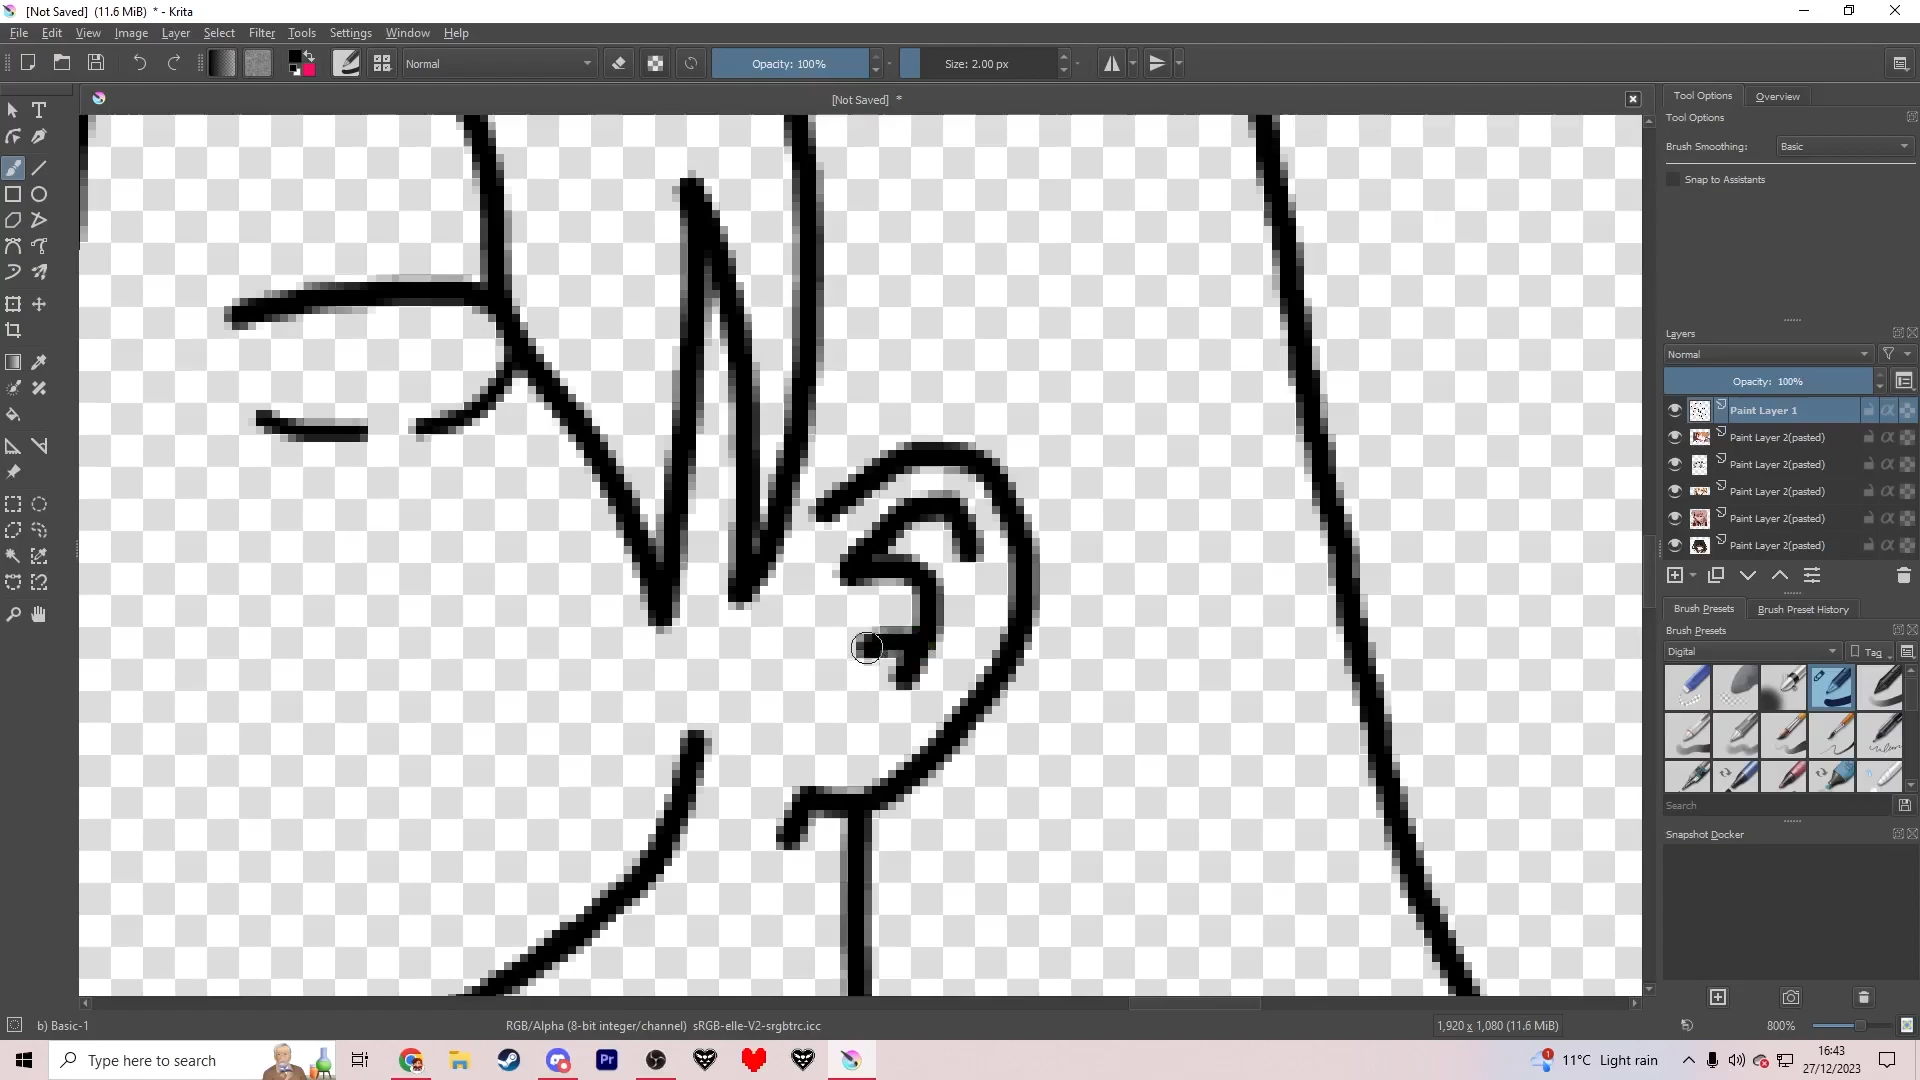 [Not Saved]  (11.6 MiB)  * - Krita
File Edit View Image Layer Select Filter Tools Settings Window Help
Normal Opacity: 100% Size: 2.00 px
[Not Saved] *
Tool Options Overview
Tool Options
Brush Smoothing: Basic
Snap to Assistants
Layers
Normal
Opacity: 100%
Paint Layer 1
Paint Layer 2(pasted)
Paint Layer 2(pasted)
Paint Layer 2(pasted)
Paint Layer 2(pasted)
Paint Layer 2(pasted)
Brush Presets Brush Preset History
Brush Presets
Digital Tag
Search
Snapshot Docker
b) Basic-1 RGB/Alpha (8-bit integer/channel) sRGB-elle-V2-srgbtrc.icc 1,920 x 1,080 (11.6 MiB) 800%
Type here to search Pr 1 11°C Light rain 16:43
27/12/2023